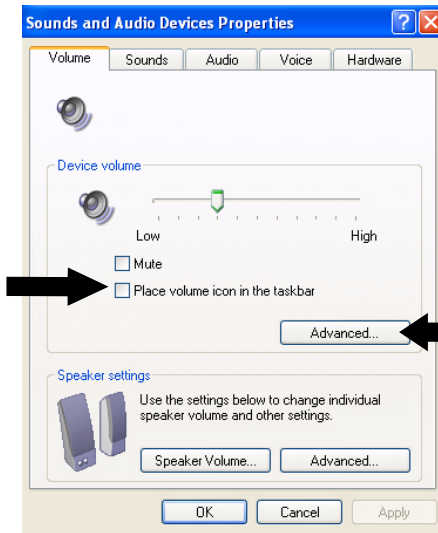 Sounds and Audio Devices Properties
Volume Sounds Audio Voice Hardware
Device volume
Low High
Mute
Place volume icon in the taskbar
Advanced...
Speaker settings
Use the settings below to change individual
speaker volume and other settings.
Speaker Volume... Advanced...
OK Cancel Apply